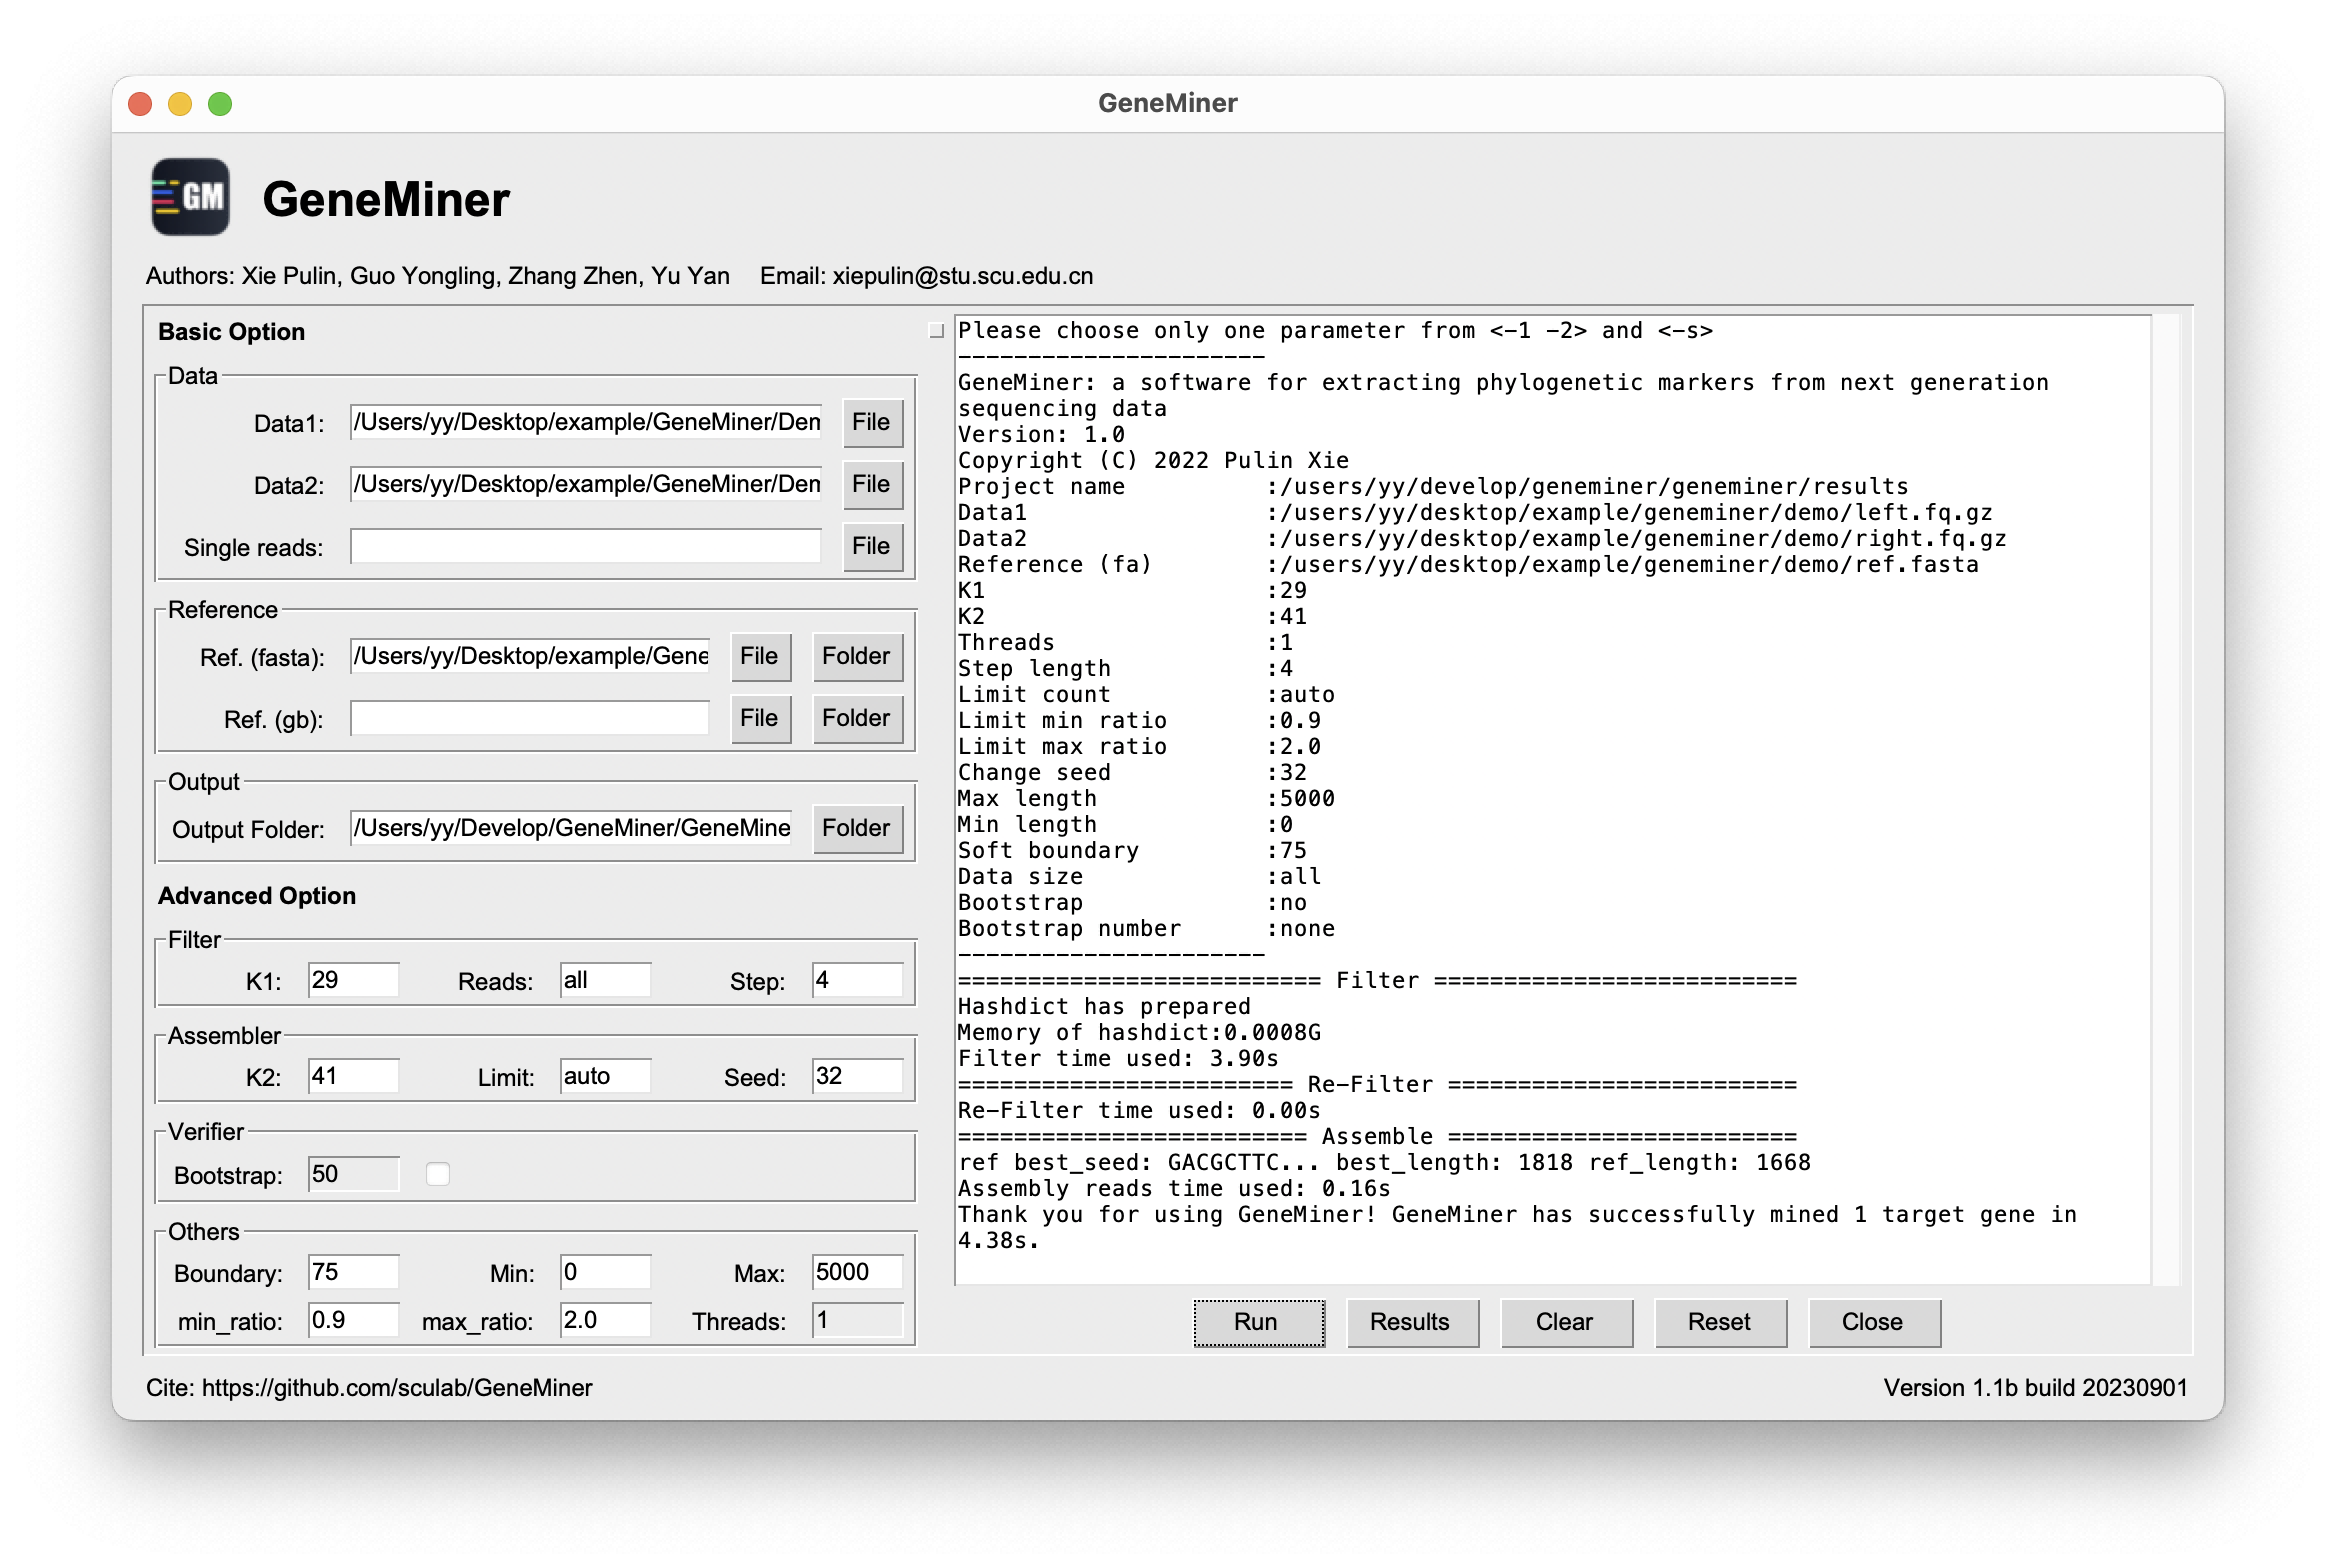 GeneMiner
GM
GeneMiner
Authors: Xie Pulin, Guo Yongling, Zhang Zhen, Yu Yan Email: xiepulin@stu.scu.edu.cn
Basic Option
Data
Data1: /Users/yy/Desktop/example/GeneMiner/Dem File
Data2: /Users/yy/Desktop/example/GeneMiner/Dem File
Single reads: File
Reference
Ref. (fasta): /Users/yy/Desktop/example/Gene File Folder
Ref. (gb): File Folder
Output
Output Folder: /Users/yy/Develop/GeneMiner/GeneMine Folder
Advanced Option
Filter
K1: 29 Reads: all Step: 4
Assembler
K2: 41 Limit: auto Seed: 32
Verifier
Bootstrap: 50
Others
Boundary: 75 Min: 0 Max: 5000
min_ratio: 0.9 max_ratio: 2.0 Threads: 1
Please choose only one parameter from <-1 -2> and <-s>
----------------------
GeneMiner: a software for extracting phylogenetic markers from next generation
sequencing data
Version: 1.0
Copyright (C) 2022 Pulin Xie
Project name :/users/yy/develop/geneminer/geneminer/results
Data1 :/users/yy/desktop/example/geneminer/demo/left.fq.gz
Data2 :/users/yy/desktop/example/geneminer/demo/right.fq.gz
Reference (fa) :/users/yy/desktop/example/geneminer/demo/ref.fasta
K1 :29
K2 :41
Threads :1
Step length :4
Limit count :auto
Limit min ratio :0.9
Limit max ratio :2.0
Change seed :32
Max length :5000
Min length :0
Soft boundary :75
Data size :all
Bootstrap :no
Bootstrap number :none
----------------------
========================== Filter ==========================
Hashdict has prepared
Memory of hashdict:0.0008G
Filter time used: 3.90s
======================== Re-Filter =========================
Re-Filter time used: 0.00s
========================= Assemble =========================
ref best_seed: GACGCTTC... best_length: 1818 ref_length: 1668
Assembly reads time used: 0.16s
Thank you for using GeneMiner! GeneMiner has successfully mined 1 target gene in
4.38s.
Run Results Clear Reset Close
Cite: https://github.com/sculab/GeneMiner Version 1.1b build 20230901